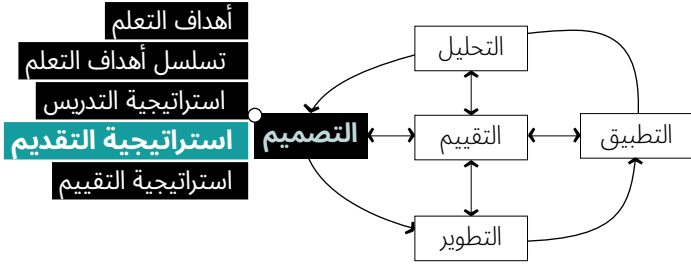 أهداف التعلم
تسلسل أهداف التعلم
استراتيجية التدريس
استراتيجية التقديم
استراتيجية التقييم
التحليل
التصميم
التقييم
التطبيق
التطوير